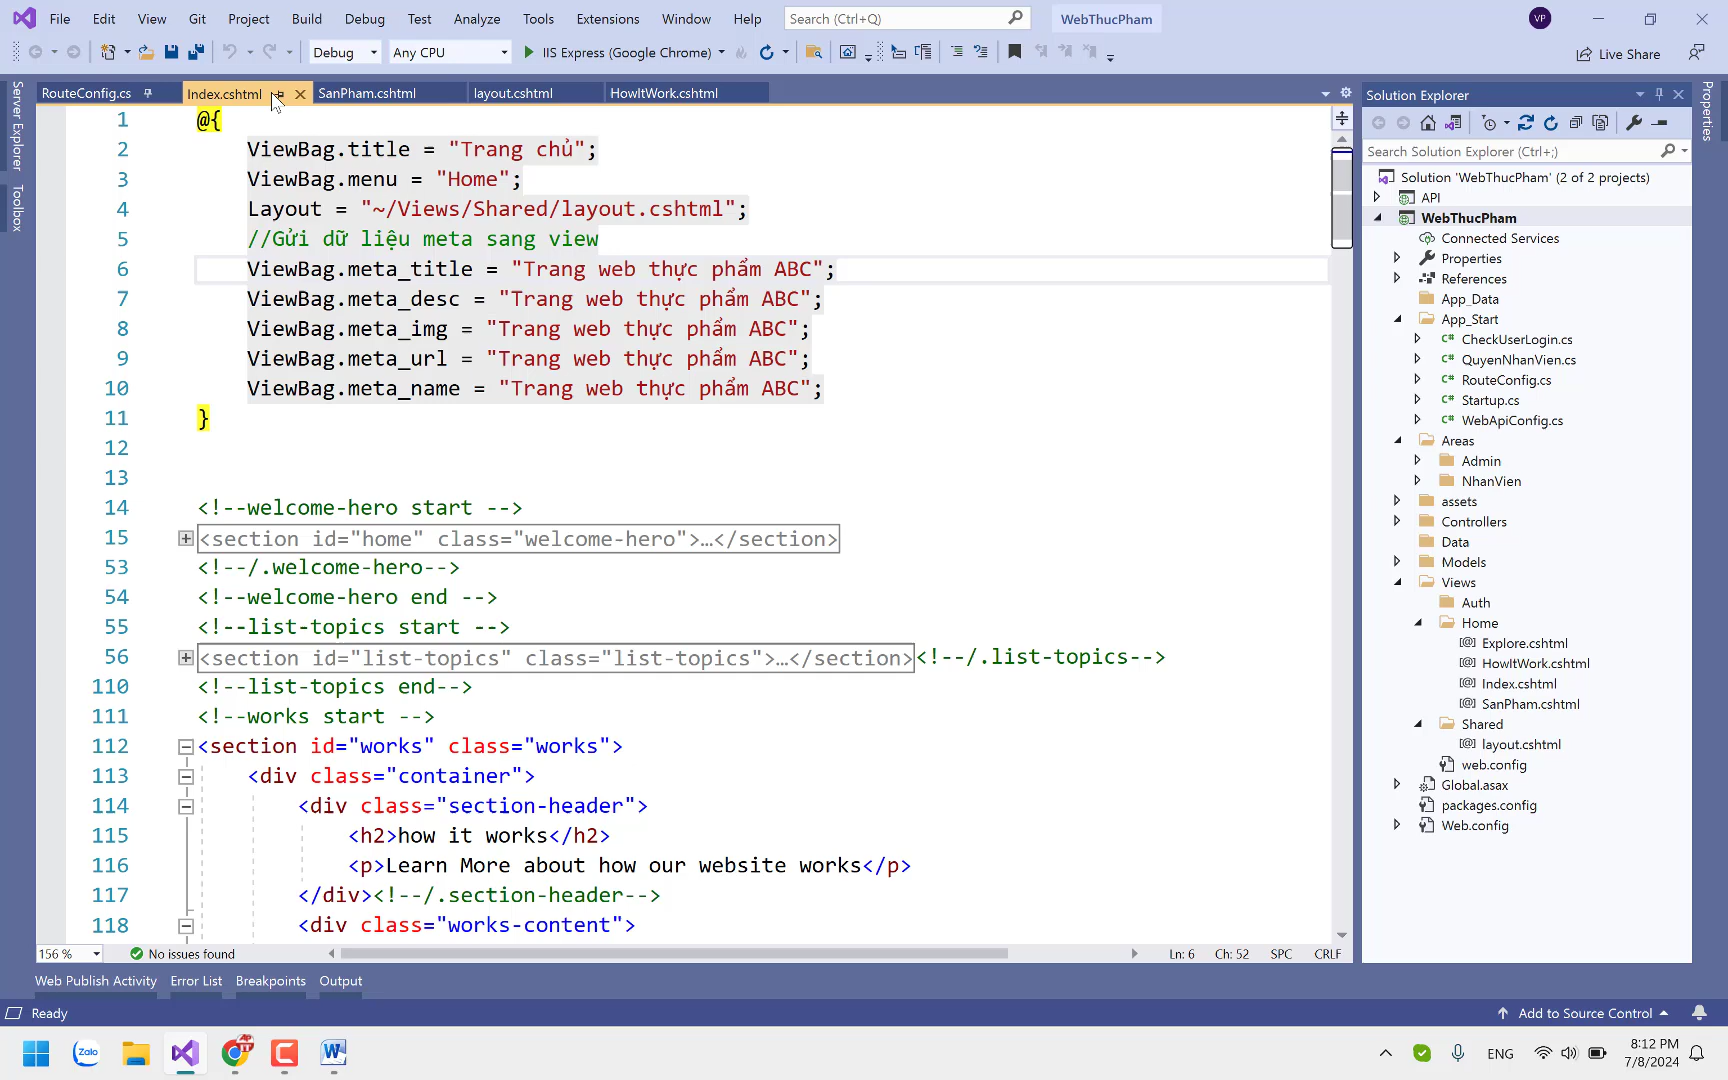 File Edit View Git Project Build Debug Test Analyze Tools Extensions Window Help Search (Ctrl+Q) WebThucPham VP
Debug Any CPU IIS Express (Google Chrome) Live Share
RouteConfig.cs Index.cshtml SanPham.cshtml layout.cshtml HowItWork.cshtml
Server Explorer
Toolbox
1 @{
2 ViewBag.title = "Trang chủ";
3 ViewBag.menu = "Home";
4 Layout = "~/Views/Shared/layout.cshtml";
5 //Gửi dữ liệu meta sang view
6 ViewBag.meta_title = "Trang web thực phẩm ABC";
7 ViewBag.meta_desc = "Trang web thực phẩm ABC";
8 ViewBag.meta_img = "Trang web thực phẩm ABC";
9 ViewBag.meta_url = "Trang web thực phẩm ABC";
10 ViewBag.meta_name = "Trang web thực phẩm ABC";
11 }
12
13
14 <!--welcome-hero start -->
15 <section id="home" class="welcome-hero">...</section>
53 <!--/.welcome-hero-->
54 <!--welcome-hero end -->
55 <!--list-topics start -->
56 <section id="list-topics" class="list-topics">...</section><!--/.list-topics-->
110 <!--list-topics end-->
111 <!--works start -->
112 <section id="works" class="works">
113 <div class="container">
114 <div class="section-header">
115 <h2>how it works</h2>
116 <p>Learn More about how our website works</p>
117 </div><!--/.section-header-->
118 <div class="works-content">
156 % No issues found Ln: 6 Ch: 52 SPC CRLF
Solution Explorer
Search Solution Explorer (Ctrl+;)
Solution 'WebThucPham' (2 of 2 projects)
API
WebThucPham
Connected Services
Properties
References
App_Data
App_Start
CheckUserLogin.cs
QuyenNhanVien.cs
RouteConfig.cs
Startup.cs
WebApiConfig.cs
Areas
Admin
NhanVien
assets
Controllers
Data
Models
Views
Auth
Home
Explore.cshtml
HowItWork.cshtml
Index.cshtml
SanPham.cshtml
Shared
layout.cshtml
web.config
Global.asax
packages.config
Web.config
Properties
Web Publish Activity Error List Breakpoints Output
Ready Add to Source Control
Zalo ENG 8:12 PM
7/8/2024